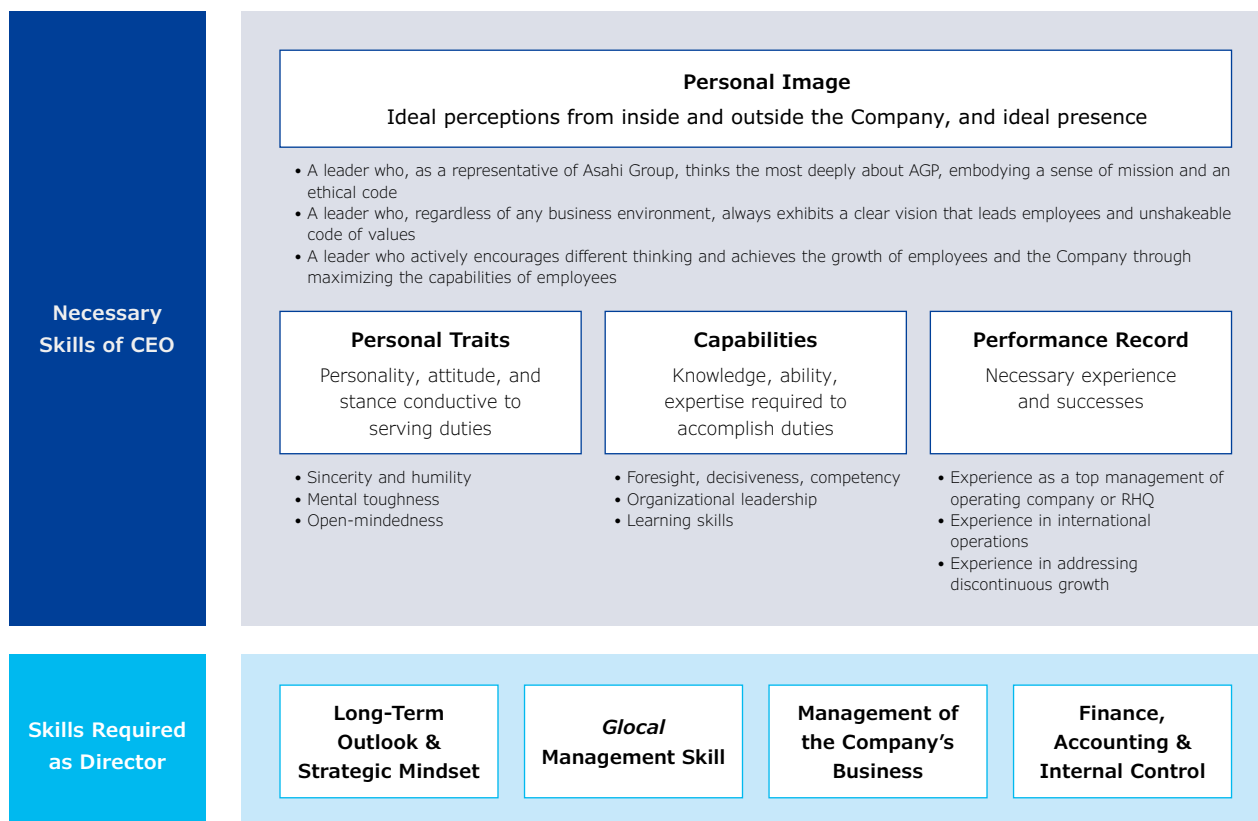 Necessary
Skills of CEO
Personal Image
Ideal perceptions from inside and outside the Company, and ideal presence
• A leader who, as a representative of Asahi Group, thinks the most deeply about AGP, embodying a sense of mission and an
ethical code
• A leader who, regardless of any business environment, always exhibits a clear vision that leads employees and unshakeable
code of values
• A leader who actively encourages different thinking and achieves the growth of employees and the Company through
maximizing the capabilities of employees
Personal Traits
Personality, attitude, and
stance conductive to
serving duties
• Sincerity and humility
• Mental toughness
• Open-mindedness
Capabilities
Knowledge, ability,
expertise required to
accomplish duties
• Foresight, decisiveness, competency
• Organizational leadership
• Learning skills
Performance Record
Necessary experience
and successes
• Experience as a top management of
operating company or RHQ
• Experience in international
operations
• Experience in addressing
discontinuous growth
Skills Required
as Director
Long-Term
Outlook &
Strategic Mindset
Glocal
Management Skill
Management of
the Company’s
Business
Finance,
Accounting &
Internal Control